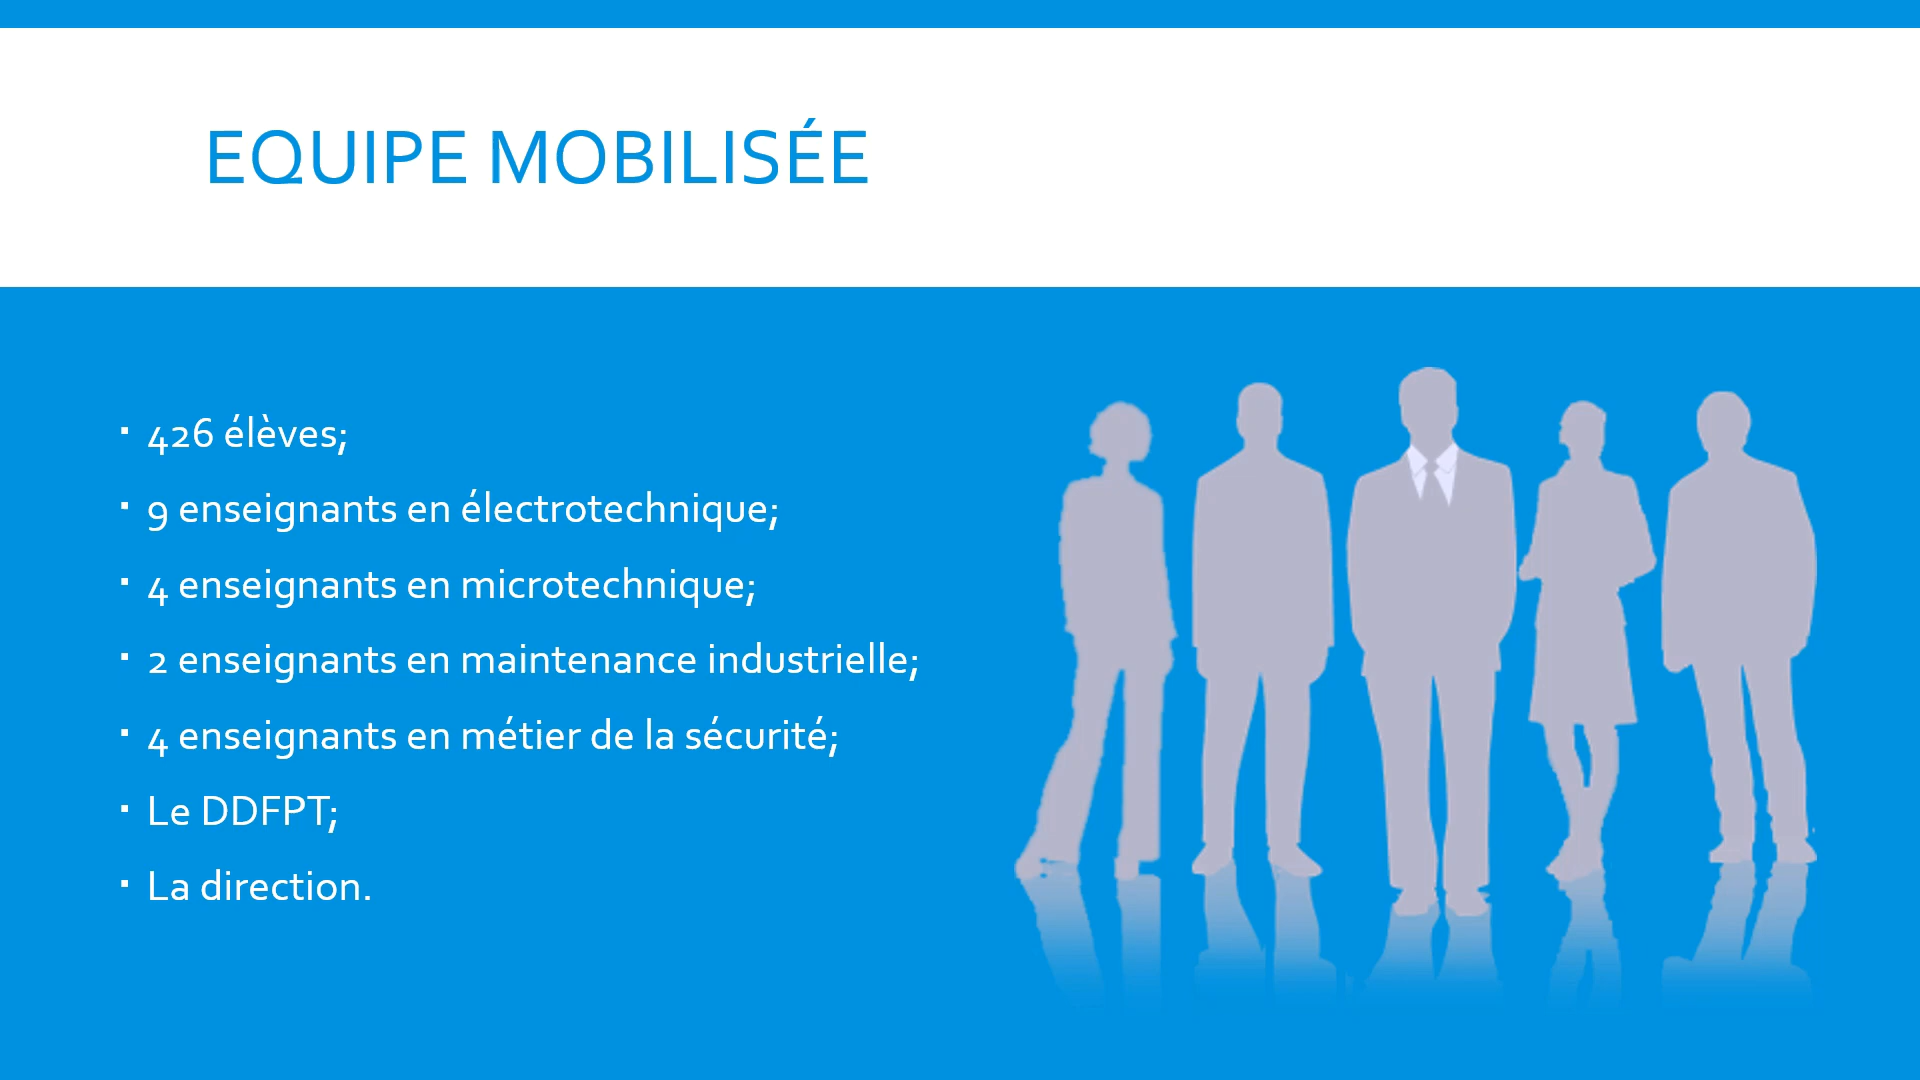 EQUIPE MOBILISÉE
▪ 426 élèves;
▪ 9 enseignants en électrotechnique;
▪ 4 enseignants en microtechnique;
▪ 2 enseignants en maintenance industrielle;
▪ 4 enseignants en métier de la sécurité;
▪ Le DDFPT;
▪ La direction.